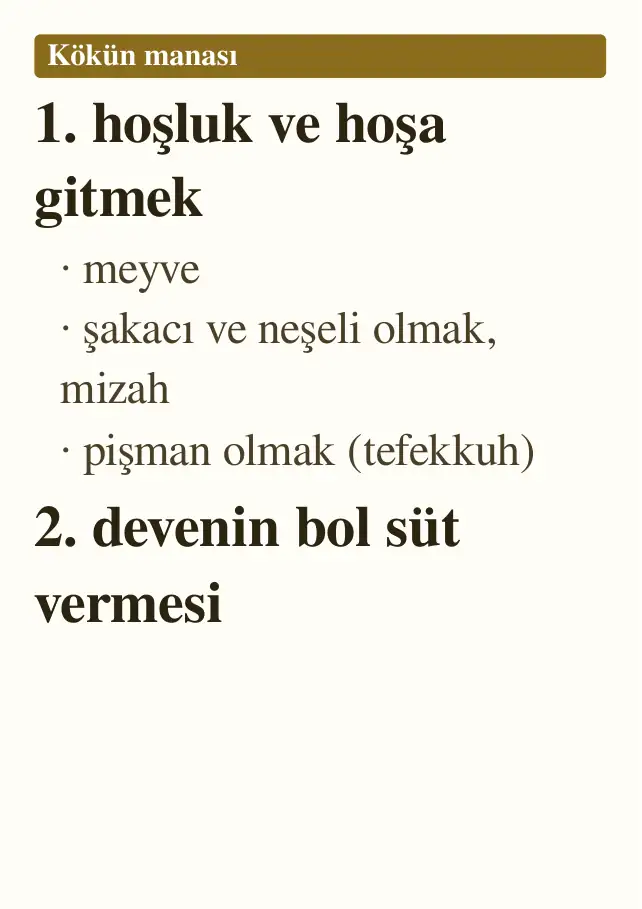 Kökün manası
1. hoşluk ve hoşa
gitmek
· meyve
· şakacı ve neşeli olmak,
mizah
· pişman olmak (tefekkuh)
2. devenin bol süt
vermesi